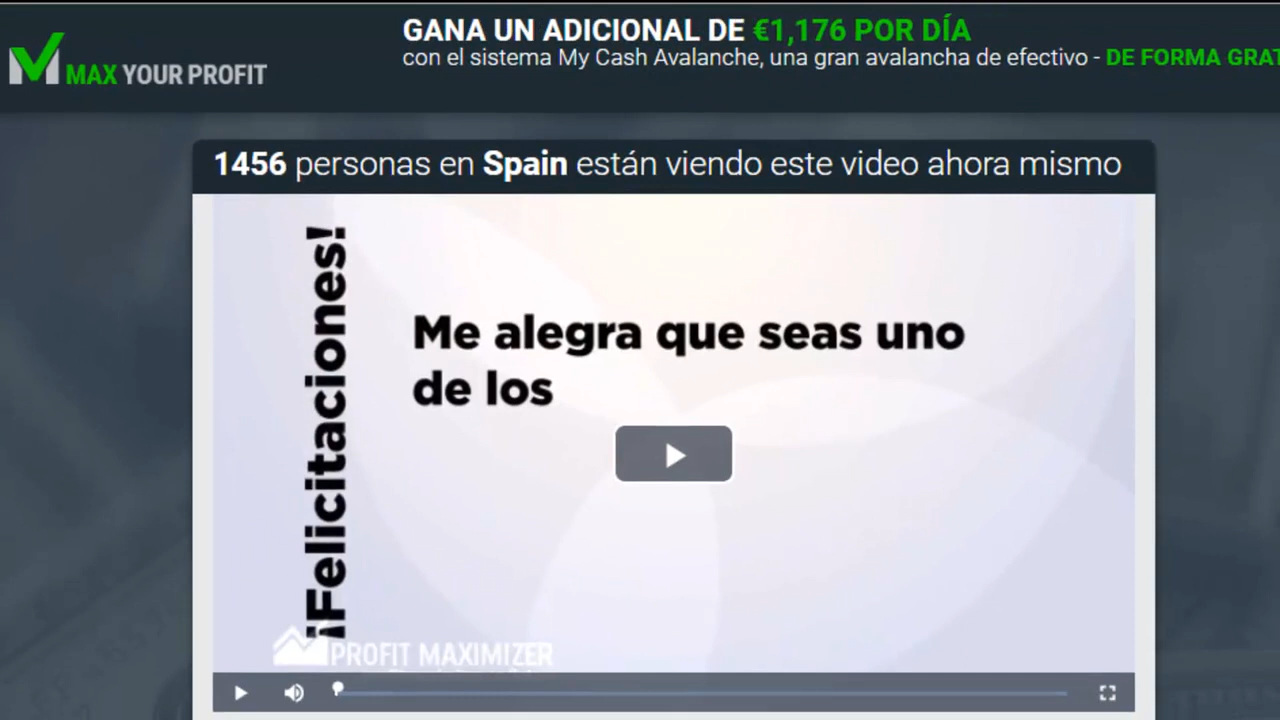 MAX YOUR PROFIT
GANA UN ADICIONAL DE €1,176 POR DÍA
con el sistema My Cash Avalanche, una gran avalancha de efectivo - DE FORMA GRAT
1456 personas en Spain están viendo este video ahora mismo
¡Felicitaciones!
Me alegra que seas uno
de los
PROFIT MAXIMIZER